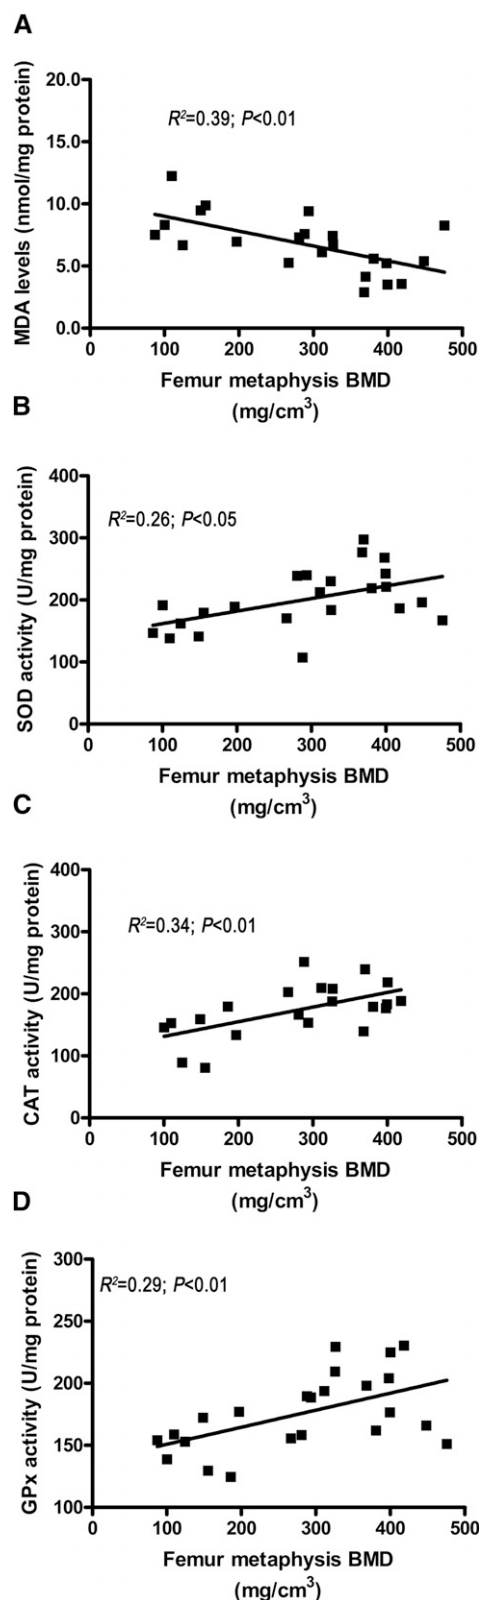 A
MDA levels (nmol/mg protein)
20.0
15.0
10.0
5.0
0.0
R²=0.39; P<0.01
0 100 200 300 400 500
Femur metaphysis BMD
(mg/cm³)
B
SOD activity (U/mg protein)
400
300
200
100
0
R²=0.26; P<0.05
0 100 200 300 400 500
Femur metaphysis BMD
(mg/cm³)
C
CAT activity (U/mg protein)
400
300
200
100
0
R²=0.34; P<0.01
0 100 200 300 400 500
Femur metaphysis BMD
(mg/cm³)
D
GPx activity (U/mg protein)
300
250
200
150
100
R²=0.29; P<0.01
0 100 200 300 400 500
Femur metaphysis BMD
(mg/cm³)